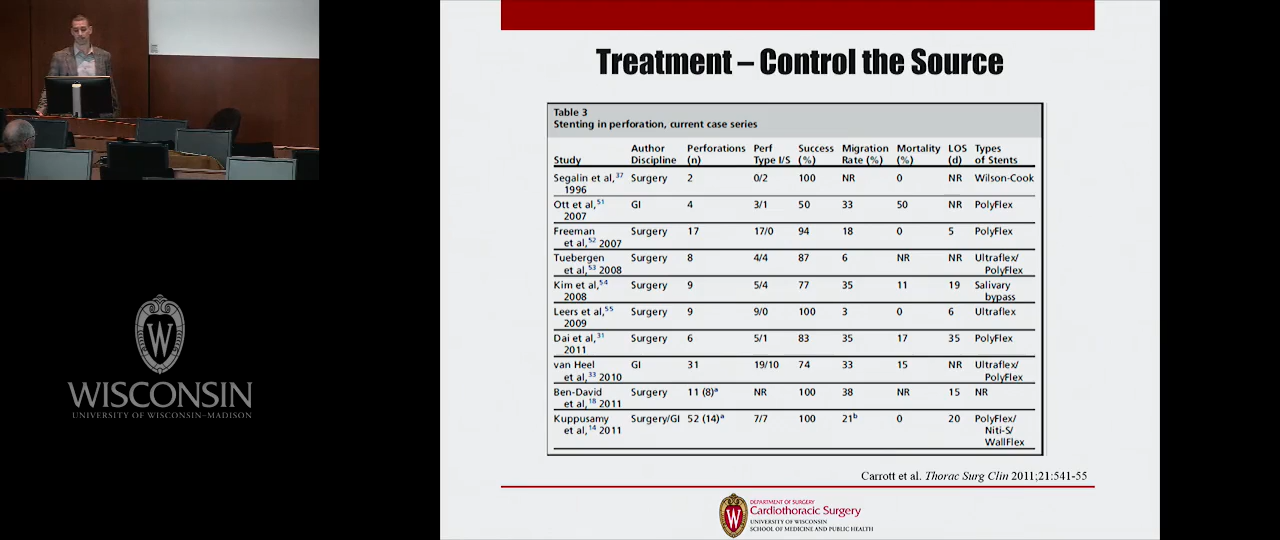 Treatment – Control the Source
Table 3
Stenting in perforation, current case series
Study Author Discipline Perforations (n) Perf Type I/S Success (%) Migration Rate (%) Mortality (%) LOS (d) Types of Stents
Segalin et al,37 1996 Surgery 2 0/2 100 NR 0 NR Wilson-Cook
Ott et al,51 2007 GI 4 3/1 50 33 50 NR PolyFlex
Freeman et al,52 2007 Surgery 17 17/0 94 18 0 5 PolyFlex
Tuebergen et al,53 2008 Surgery 8 4/4 87 6 NR NR Ultraflex/PolyFlex
Kim et al,54 2008 Surgery 9 5/4 77 35 11 19 Salivary bypass
Leers et al,55 2009 Surgery 9 9/0 100 3 0 6 Ultraflex
Dai et al,31 2011 Surgery 6 5/1 83 35 17 35 PolyFlex
van Heel et al,33 2010 GI 31 19/10 74 33 15 NR Ultraflex/PolyFlex
Ben-David et al,18 2011 Surgery 11 (8)a NR 100 38 NR 15 NR
Kuppusamy et al,14 2011 Surgery/GI 52 (14)a 7/7 100 21b 0 20 PolyFlex/Niti-S/WallFlex
Carrott et al. Thorac Surg Clin 2011;21:541-55
W
DEPARTMENT OF SURGERY
Cardiothoracic Surgery
UNIVERSITY OF WISCONSIN
SCHOOL OF MEDICINE AND PUBLIC HEALTH
W
WISCONSIN
UNIVERSITY OF WISCONSIN–MADISON